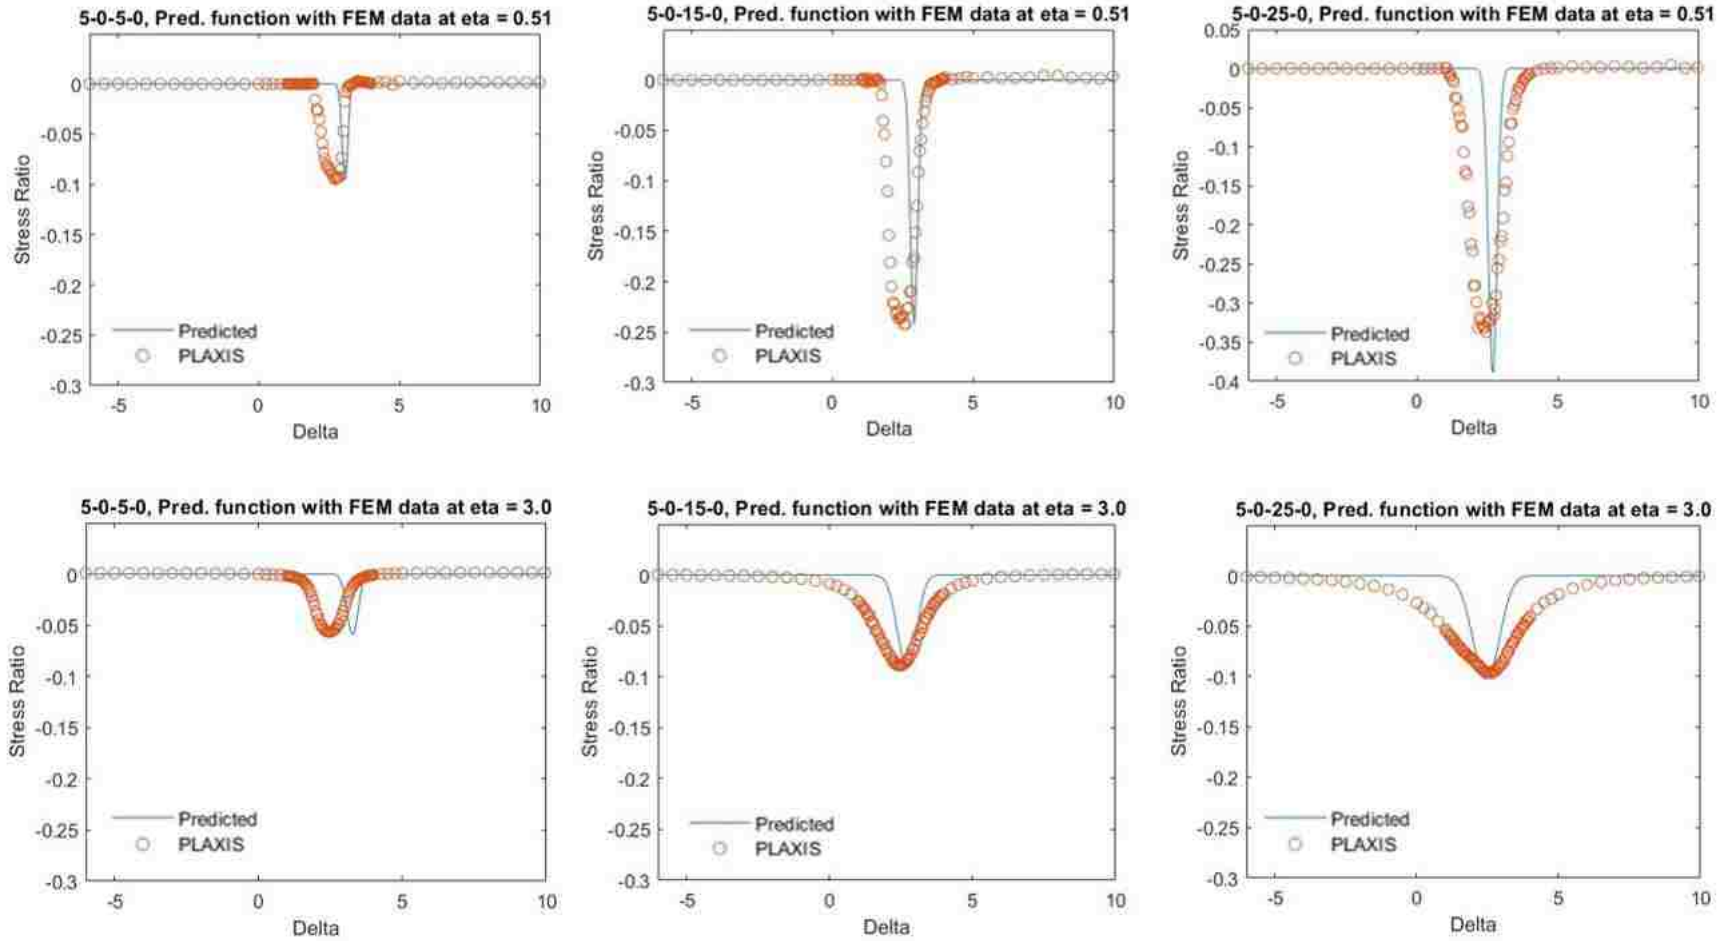 5-0-5-0, Pred. function with FEM data at eta = 0.51
0
-0.05
-0.1
-0.15
-0.2
-0.25
-0.3
Stress Ratio
Predicted
PLAXIS
-5
0
5
10
Delta
5-0-15-0, Pred. function with FEM data at eta = 0.51
0
-0.05
-0.1
-0.15
-0.2
-0.25
-0.3
Stress Ratio
Predicted
PLAXIS
-5
0
5
10
Delta
5-0-25-0, Pred. function with FEM data at eta = 0.51
0.05
0
-0.05
-0.1
-0.15
-0.2
-0.25
-0.3
-0.35
-0.4
Stress Ratio
Predicted
PLAXIS
-5
0
5
10
Delta
5-0-5-0, Pred. function with FEM data at eta = 3.0
0
-0.05
-0.1
-0.15
-0.2
-0.25
-0.3
Stress Ratio
Predicted
PLAXIS
-5
0
5
10
Delta
5-0-15-0, Pred. function with FEM data at eta = 3.0
0
-0.05
-0.1
-0.15
-0.2
-0.25
-0.3
Stress Ratio
Predicted
PLAXIS
-5
0
5
10
Delta
5-0-25-0, Pred. function with FEM data at eta = 3.0
0
-0.05
-0.1
-0.15
-0.2
-0.25
-0.3
Stress Ratio
Predicted
PLAXIS
-5
0
5
10
Delta